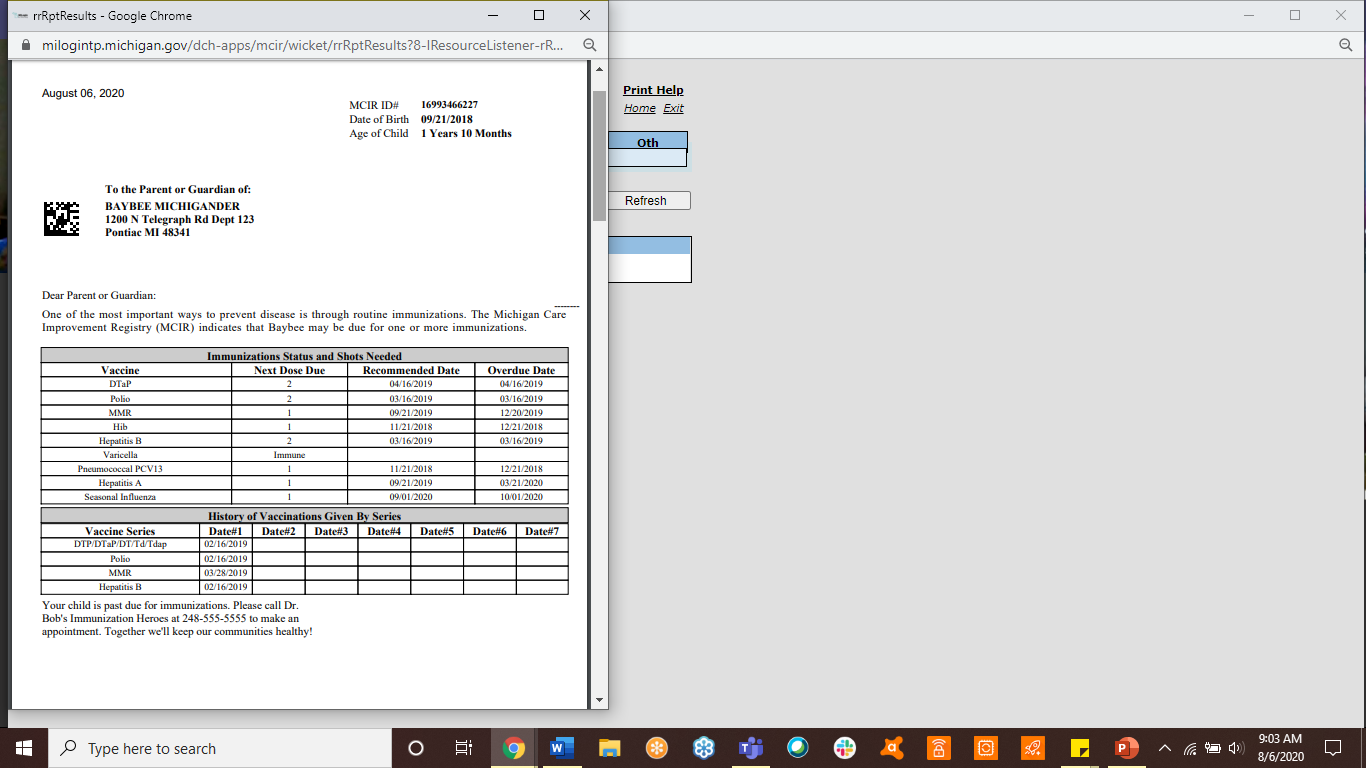 rrRptResults - Google Chrome
milogintp.michigan.gov/dch-apps/mcir/wicket/rrRptResults?8-IResourceListener-rR...
August 06, 2020
MCIR ID# 16993466227
Date of Birth 09/21/2018
Age of Child 1 Years 10 Months
To the Parent or Guardian of:
BAYBEE MICHIGANDER
1200 N Telegraph Rd Dept 123
Pontiac MI 48341
Dear Parent or Guardian:
--------
One of the most important ways to prevent disease is through routine immunizations. The Michigan Care
Improvement Registry (MCIR) indicates that Baybee may be due for one or more immunizations.
Immunizations Status and Shots Needed
Vaccine Next Dose Due Recommended Date Overdue Date
DTaP 2 04/16/2019 04/16/2019
Polio 2 03/16/2019 03/16/2019
MMR 1 09/21/2019 12/20/2019
Hib 1 11/21/2018 12/21/2018
Hepatitis B 2 03/16/2019 03/16/2019
Varicella Immune
Pneumococcal PCV13 1 11/21/2018 12/21/2018
Hepatitis A 1 09/21/2019 03/21/2020
Seasonal Influenza 1 09/01/2020 10/01/2020
History of Vaccinations Given By Series
Vaccine Series Date#1 Date#2 Date#3 Date#4 Date#5 Date#6 Date#7
DTP/DTaP/DT/Td/Tdap 02/16/2019
Polio 02/16/2019
MMR 03/28/2019
Hepatitis B 02/16/2019
Your child is past due for immunizations. Please call Dr.
Bob's Immunization Heroes at 248-555-5555 to make an
appointment. Together we'll keep our communities healthy!
Print Help
Home Exit
Oth
Refresh
Type here to search
9:03 AM
8/6/2020